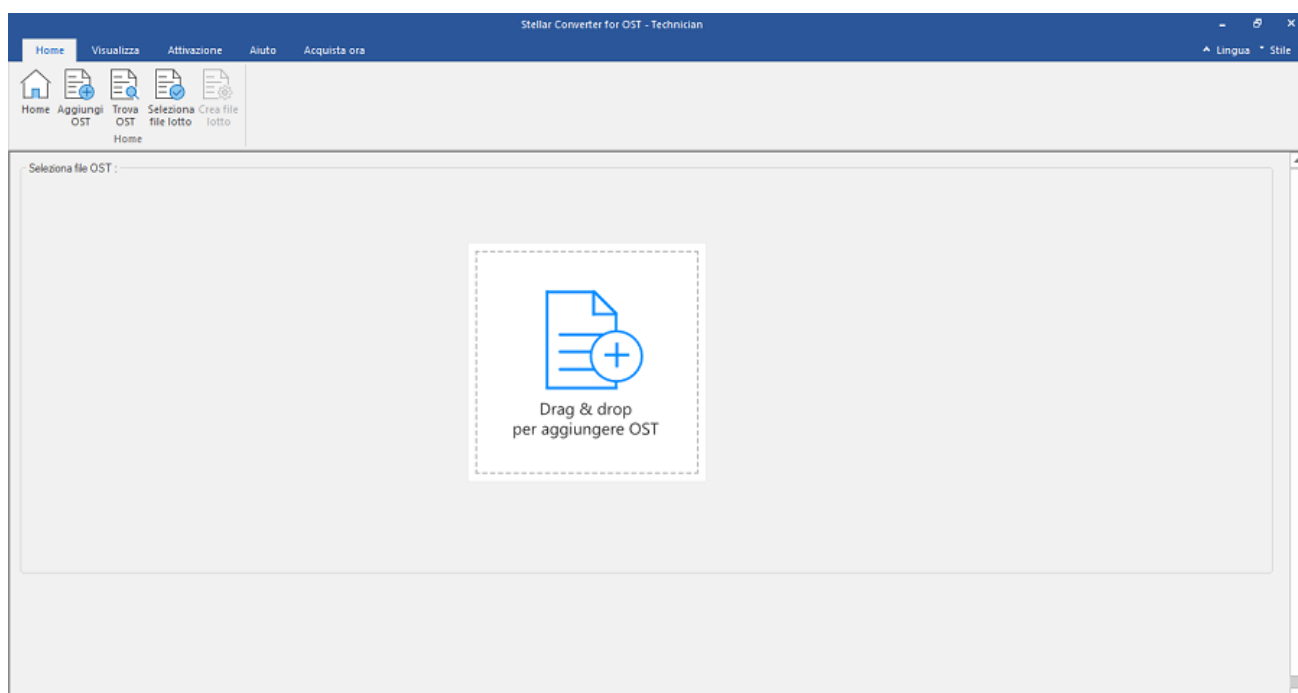 Stellar Converter for OST - Technician
Home Visualizza Attivazione Aiuto Acquista ora Lingua Stile
Home Aggiungi OST Trova OST Seleziona file lotto Crea file lotto
Home
Seleziona file OST :
Drag & drop
per aggiungere OST